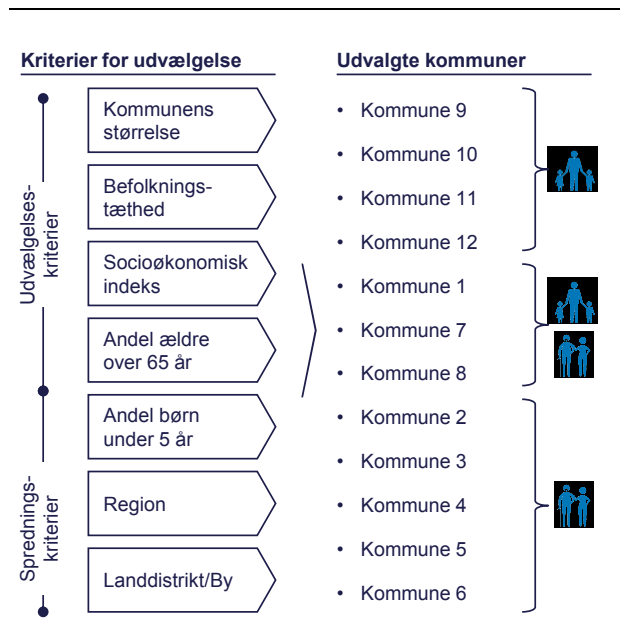 Kriterier for udvælgelse
Udvælgelses-
kriterier
Sprednings-
kriterier
Kommunens
størrelse
Befolknings-
tæthed
Socioøkonomisk
indeks
Andel ældre
over 65 år
Andel børn
under 5 år
Region
Landdistrikt/By
Udvalgte kommuner
• Kommune 9
• Kommune 10
• Kommune 11
• Kommune 12
• Kommune 1
• Kommune 7
• Kommune 8
• Kommune 2
• Kommune 3
• Kommune 4
• Kommune 5
• Kommune 6